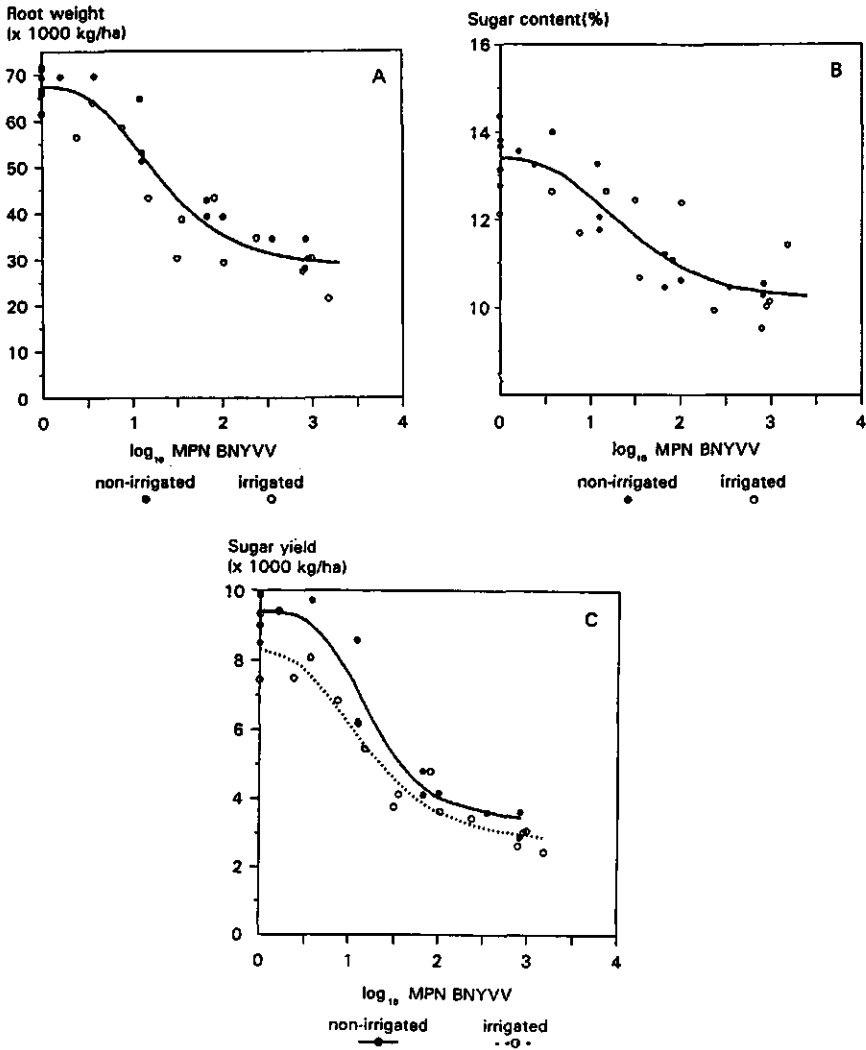 Root weight
(x 1000 kg/ha)
A
70
60
50
40
30
20
10
0
0 1 2 3 4
log₁₀ MPN BNYVV
non-irrigated irrigated
Sugar content(%)
B
16
14
12
10
0 1 2 3 4
log₁₀ MPN BNYVV
non-irrigated irrigated
Sugar yield
(x 1000 kg/ha)
C
10
8
6
4
2
0
0 1 2 3 4
log₁₀ MPN BNYVV
non-irrigated irrigated